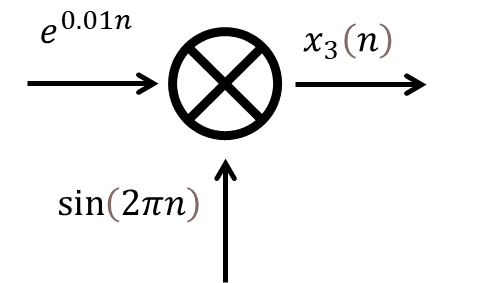 e^{0.01n}
x_3(n)
sin(2πn)